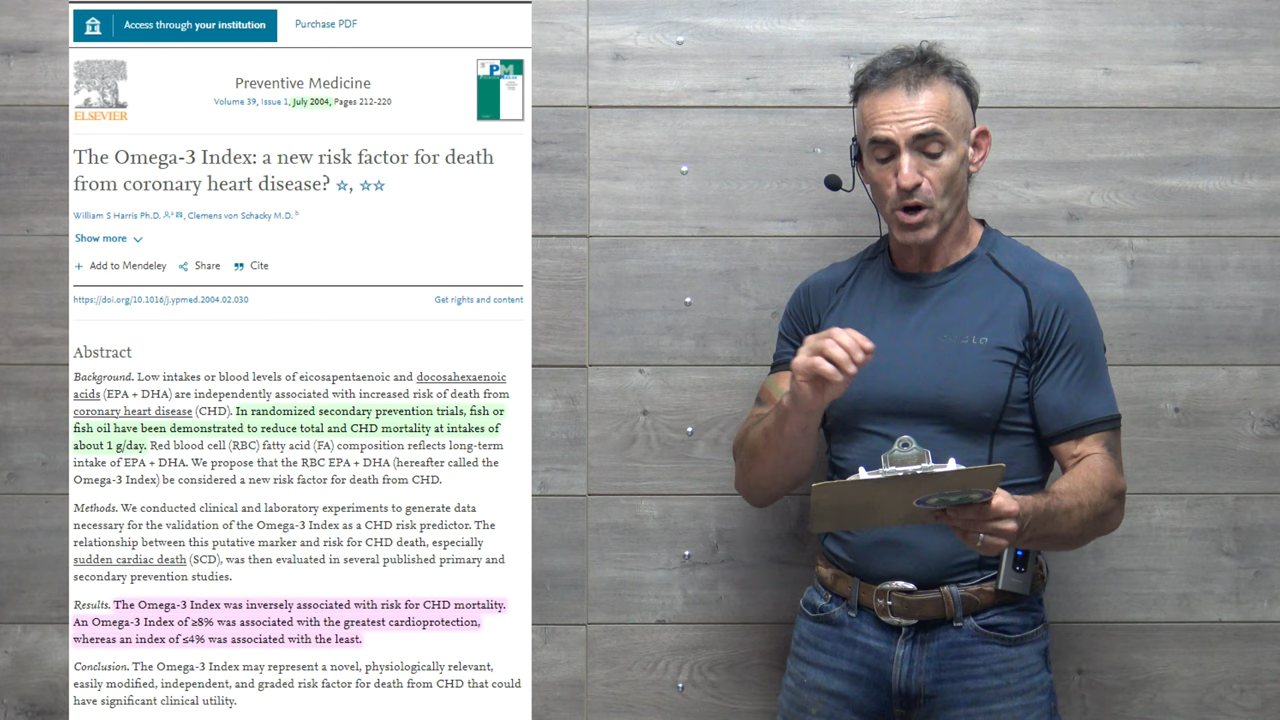 Access through your institution
Purchase PDF
ELSEVIER
Preventive Medicine
Volume 39, Issue 1, July 2004, Pages 212-220
PM
The Omega-3 Index: a new risk factor for death
from coronary heart disease? ☆, ☆☆
William S Harris Ph.D. a, Clemens von Schacky M.D. b
Show more
+ Add to Mendeley Share Cite
https://doi.org/10.1016/j.ypmed.2004.02.030
Get rights and content
Abstract
Background. Low intakes or blood levels of eicosapentaenoic and docosahexaenoic
acids (EPA + DHA) are independently associated with increased risk of death from
coronary heart disease (CHD). In randomized secondary prevention trials, fish or
fish oil have been demonstrated to reduce total and CHD mortality at intakes of
about 1 g/day. Red blood cell (RBC) fatty acid (FA) composition reflects long-term
intake of EPA + DHA. We propose that the RBC EPA + DHA (hereafter called the
Omega-3 Index) be considered a new risk factor for death from CHD.
Methods. We conducted clinical and laboratory experiments to generate data
necessary for the validation of the Omega-3 Index as a CHD risk predictor. The
relationship between this putative marker and risk for CHD death, especially
sudden cardiac death (SCD), was then evaluated in several published primary and
secondary prevention studies.
Results. The Omega-3 Index was inversely associated with risk for CHD mortality.
An Omega-3 Index of ≥8% was associated with the greatest cardioprotection,
whereas an index of ≤4% was associated with the least.
Conclusion. The Omega-3 Index may represent a novel, physiologically relevant,
easily modified, independent, and graded risk factor for death from CHD that could
have significant clinical utility.